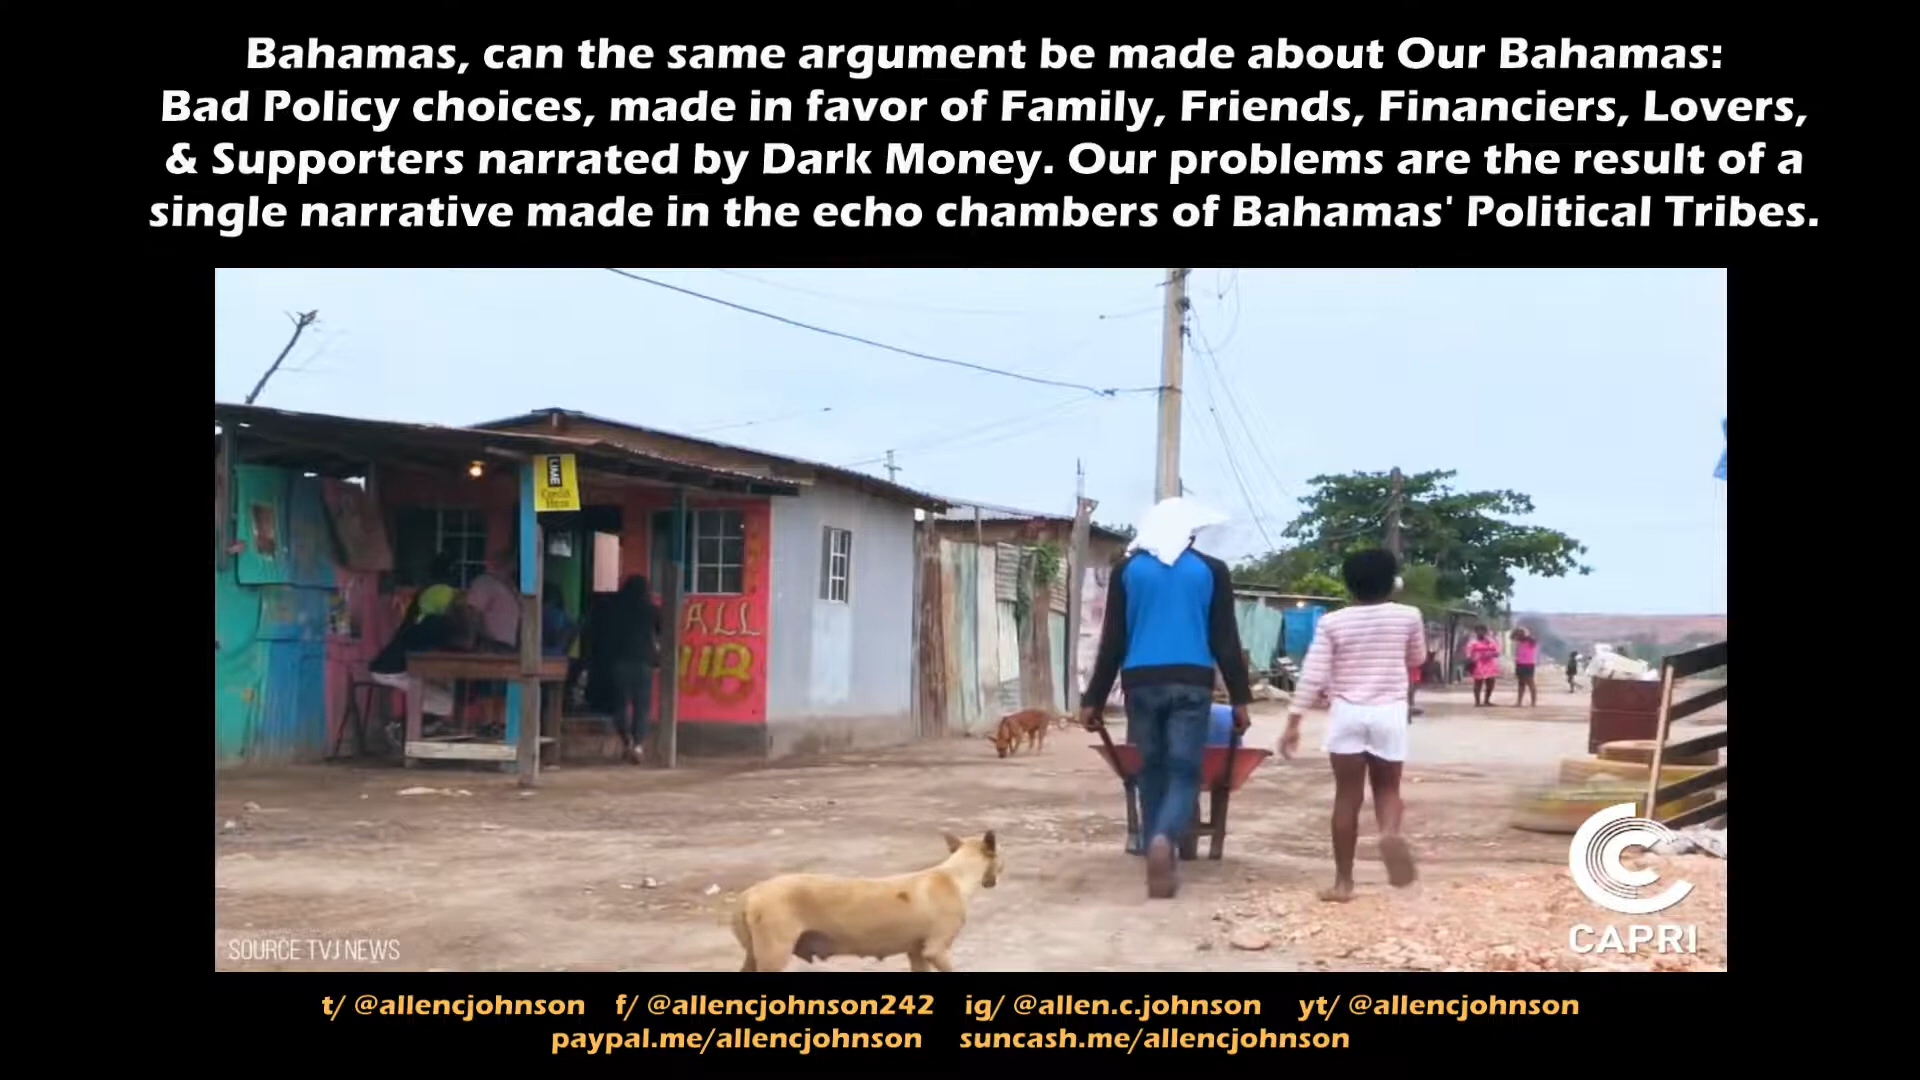 Bahamas, can the same argument be made about Our Bahamas:
Bad Policy choices, made in favor of Family, Friends, Financiers, Lovers,
& Supporters narrated by Dark Money. Our problems are the result of a
single narrative made in the echo chambers of Bahamas' Political Tribes.
LIME
Credit
Here
ALL
UB
SOURCE TVJ NEWS
CAPRI
t/ @allencjohnson f/ @allencjohnson242 ig/ @allen.c.johnson yt/ @allencjohnson
paypal.me/allencjohnson suncash.me/allencjohnson